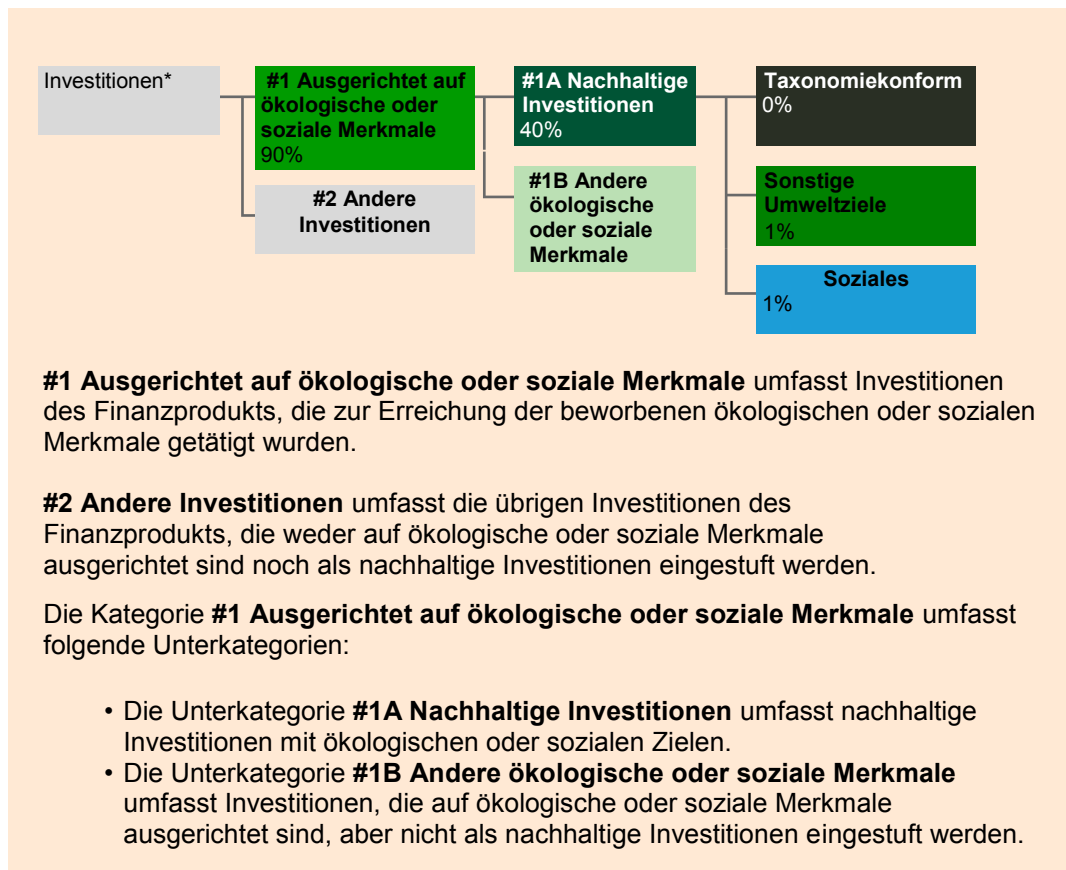 Investitionen*
#1 Ausgerichtet auf
ökologische oder
soziale Merkmale
90%
#2 Andere
Investitionen
#1A Nachhaltige
Investitionen
40%
#1B Andere
ökologische
oder soziale
Merkmale
Taxonomiekonform
0%
Sonstige
Umweltziele
1%
Soziales
1%
#1 Ausgerichtet auf ökologische oder soziale Merkmale umfasst Investitionen
des Finanzprodukts, die zur Erreichung der beworbenen ökologischen oder sozialen
Merkmale getätigt wurden.
#2 Andere Investitionen umfasst die übrigen Investitionen des
Finanzprodukts, die weder auf ökologische oder soziale Merkmale
ausgerichtet sind noch als nachhaltige Investitionen eingestuft werden.
Die Kategorie #1 Ausgerichtet auf ökologische oder soziale Merkmale umfasst
folgende Unterkategorien:
• Die Unterkategorie #1A Nachhaltige Investitionen umfasst nachhaltige
Investitionen mit ökologischen oder sozialen Zielen.
• Die Unterkategorie #1B Andere ökologische oder soziale Merkmale
umfasst Investitionen, die auf ökologische oder soziale Merkmale
ausgerichtet sind, aber nicht als nachhaltige Investitionen eingestuft werden.